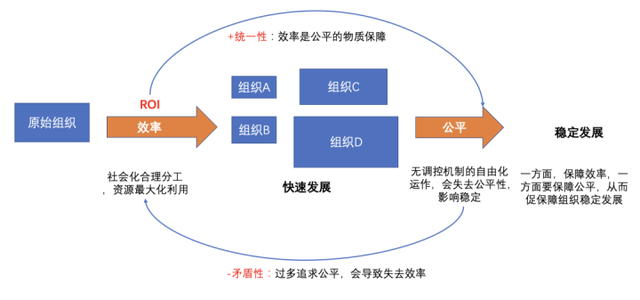 +统一性：效率是公平的物质保障
ROI
组织A
组织C
原始组织
效率
组织B
组织D
公平
稳定发展
社会化合理分工
，资源最大化利用
快速发展
无调控机制的自由化
运作，会失去公平性，
影响稳定
一方面，保障效率，一
方面要保障公平，从而
促保障组织稳定发展
-矛盾性：过多追求公平，会导致失去效率